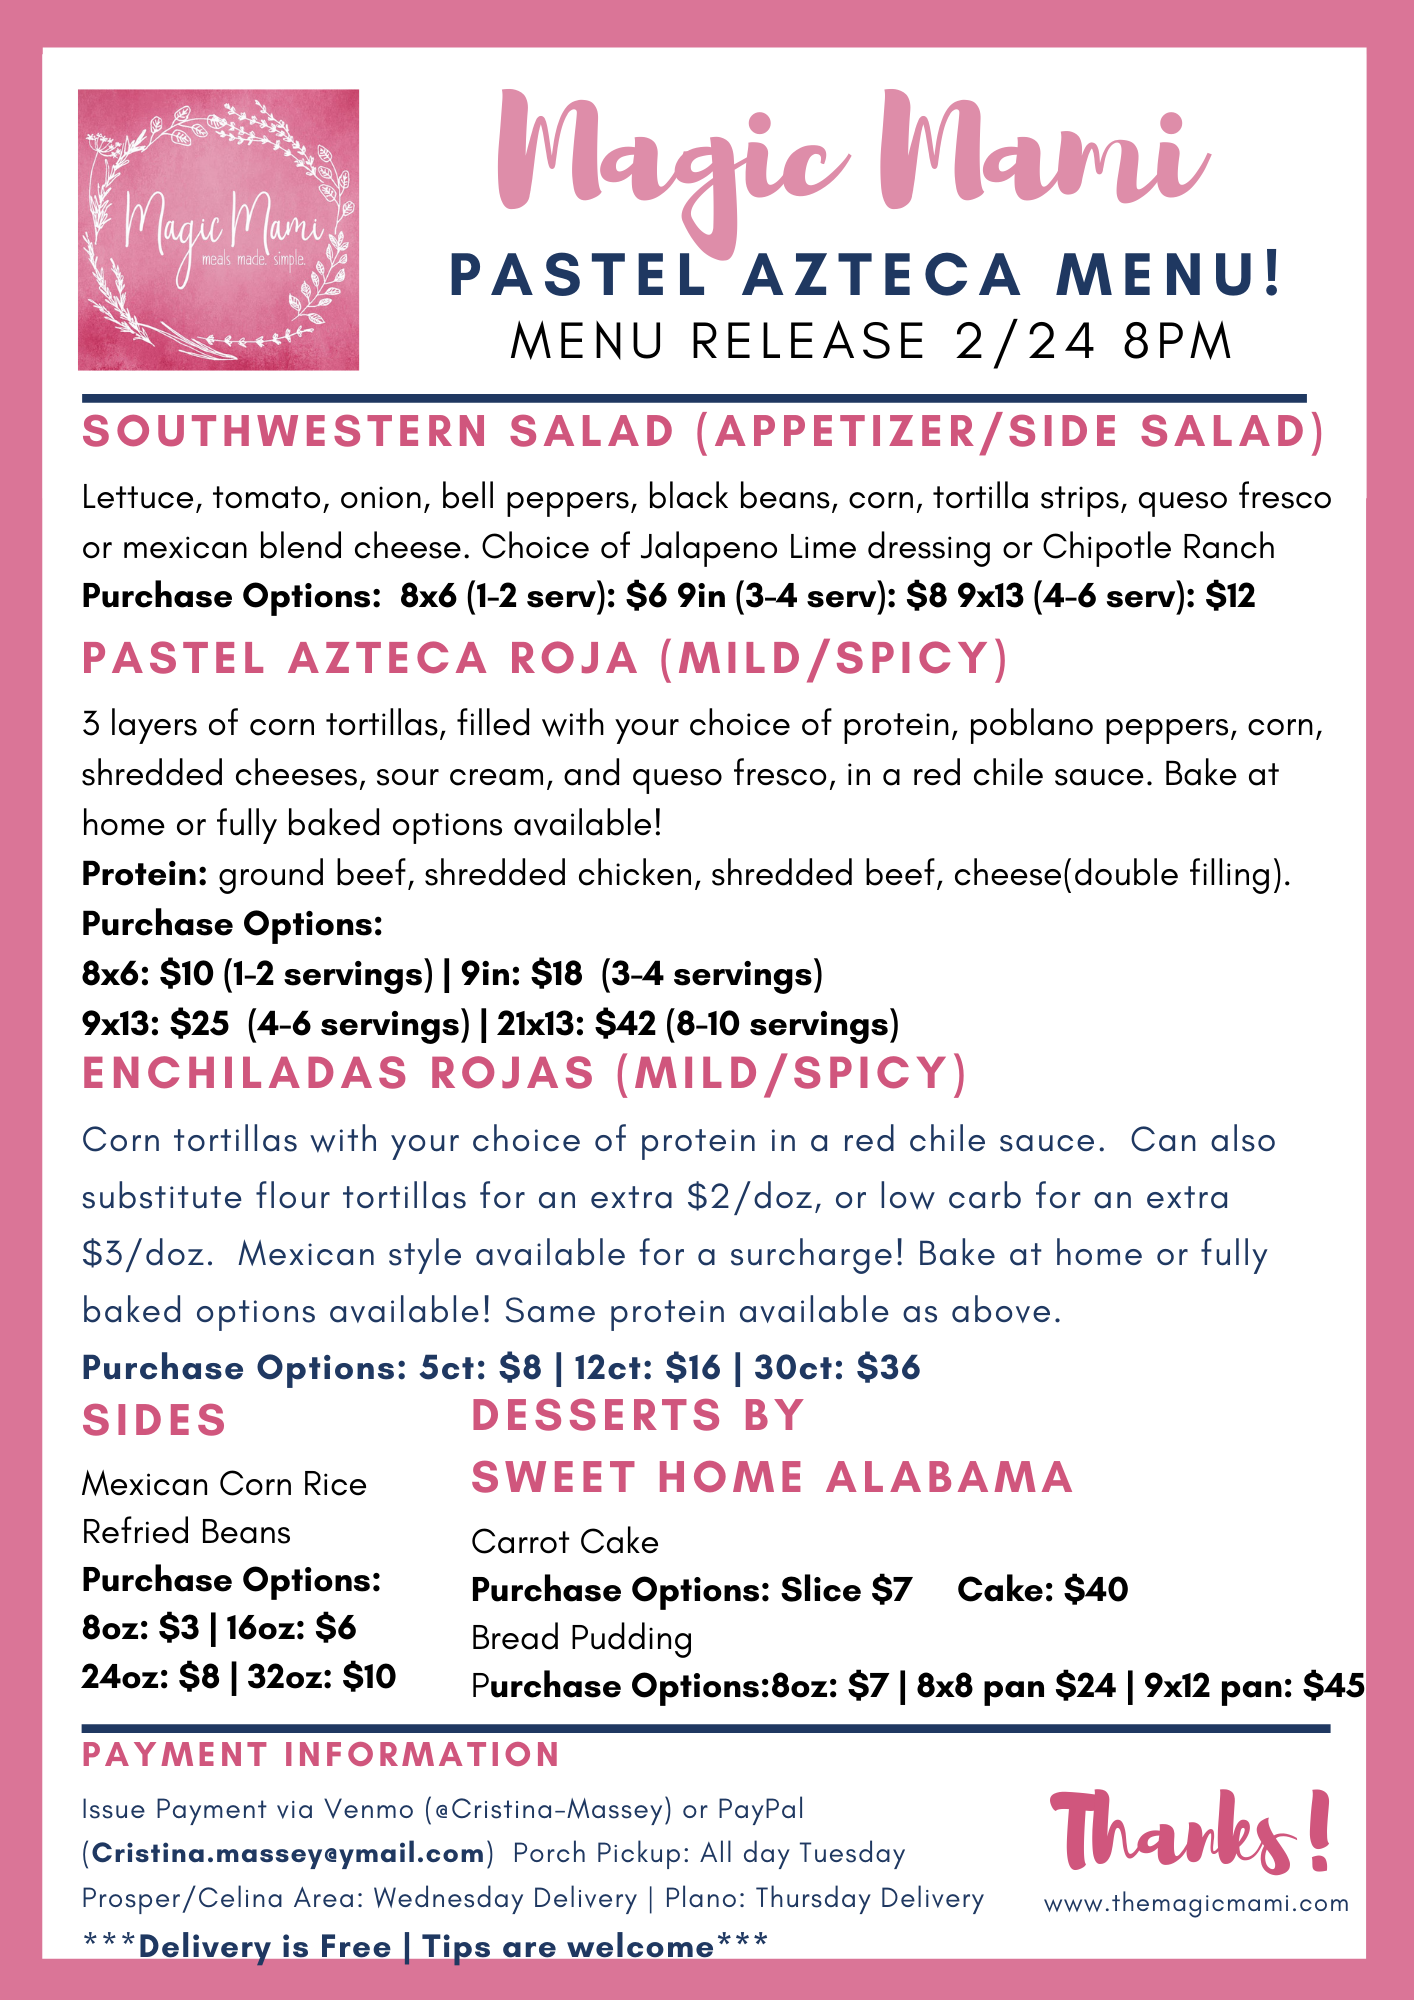 Magic Mami
meals made. simple.
Magic Mami
PASTEL AZTECA MENU!
MENU RELEASE 2/24 8PM
SOUTHWESTERN SALAD (APPETIZER/SIDE SALAD)
Lettuce, tomato, onion, bell peppers, black beans, corn, tortilla strips, queso fresco
or mexican blend cheese. Choice of Jalapeno Lime dressing or Chipotle Ranch
Purchase Options: 8x6 (1-2 serv): $6 9in (3-4 serv): $8 9x13 (4-6 serv): $12
PASTEL AZTECA ROJA (MILD/SPICY)
3 layers of corn tortillas, filled with your choice of protein, poblano peppers, corn,
shredded cheeses, sour cream, and queso fresco, in a red chile sauce. Bake at
home or fully baked options available!
Protein: ground beef, shredded chicken, shredded beef, cheese(double filling).
Purchase Options:
8x6: $10 (1-2 servings) | 9in: $18 (3-4 servings)
9x13: $25 (4-6 servings) | 21x13: $42 (8-10 servings)
ENCHILADAS ROJAS (MILD/SPICY)
Corn tortillas with your choice of protein in a red chile sauce. Can also
substitute flour tortillas for an extra $2/doz, or low carb for an extra
$3/doz. Mexican style available for a surcharge! Bake at home or fully
baked options available! Same protein available as above.
Purchase Options: 5ct: $8 | 12ct: $16 | 30ct: $36
SIDES
Mexican Corn Rice
Refried Beans
Purchase Options:
8oz: $3 | 16oz: $6
24oz: $8 | 32oz: $10
DESSERTS BY
SWEET HOME ALABAMA
Carrot Cake
Purchase Options: Slice $7 Cake: $40
Bread Pudding
Purchase Options:8oz: $7 | 8x8 pan $24 | 9x12 pan: $45
PAYMENT INFORMATION
Issue Payment via Venmo (@Cristina-Massey) or PayPal
(Cristina.massey@ymail.com) Porch Pickup: All day Tuesday
Prosper/Celina Area: Wednesday Delivery | Plano: Thursday Delivery
***Delivery is Free | Tips are welcome***
Thanks!
www.themagicmami.com